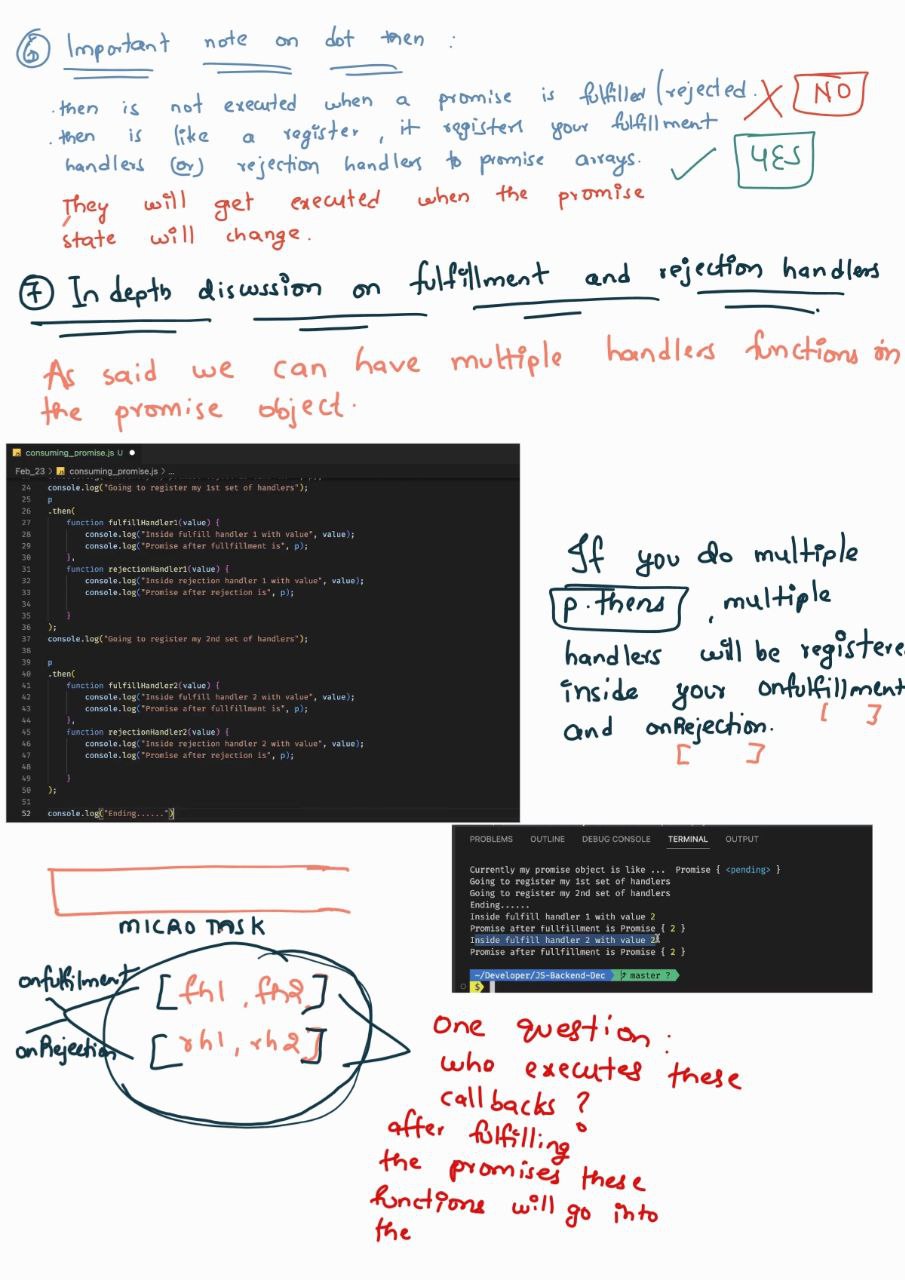 ⑥ Important note on dot then :
.then is not executed when a promise is fulfilled (rejected. X NO
.then is like a register, it registers your fulfillment
handlers (or) rejection handlers to promise arrays. ✓ YES
They will get executed when the promise
state will change.
⑦ In depth discussion on fulfillment and rejection handlers
As said we can have multiple handlers functions in
the promise object.
consuming_promise.js U ●
Feb_23 > consuming_promise.js > ...
24 console.log("Going to register my 1st set of handlers");
25 p
26 .then(
27 function fulfillHandler1(value) {
28 console.log("Inside fulfill handler 1 with value", value);
29 console.log("Promise after fullfillment is", p);
30 },
31 function rejectionHandler1(value) {
32 console.log("Inside rejection handler 1 with value", value);
33 console.log("Promise after rejection is", p);
34
35 }
36 );
37 console.log("Going to register my 2nd set of handlers");
38
39 p
40 .then(
41 function fulfillHandler2(value) {
42 console.log("Inside fulfill handler 2 with value", value);
43 console.log("Promise after fullfillment is", p);
44 },
45 function rejectionHandler2(value) {
46 console.log("Inside rejection handler 2 with value", value);
47 console.log("Promise after rejection is", p);
48
49 }
50 );
51
52 console.log("Ending......")
If you do multiple
p.thens , multiple
handlers will be registere
inside your onfulfillment
[ ]
and onRejection.
[ ]
PROBLEMS OUTLINE DEBUG CONSOLE TERMINAL OUTPUT
Currently my promise object is like ... Promise { <pending> }
Going to register my 1st set of handlers
Going to register my 2nd set of handlers
Ending......
Inside fulfill handler 1 with value 2
Promise after fullfillment is Promise { 2 }
Inside fulfill handler 2 with value 2
Promise after fullfillment is Promise { 2 }
~/Developer/JS-Backend-Dec master ?
$
MICRO TASK
onfulfilment [fh1, fh2]
onRejection [rh1, rh2]
One question :
who executes these
callbacks ?
after fulfilling
the promises these
functions will go into
the